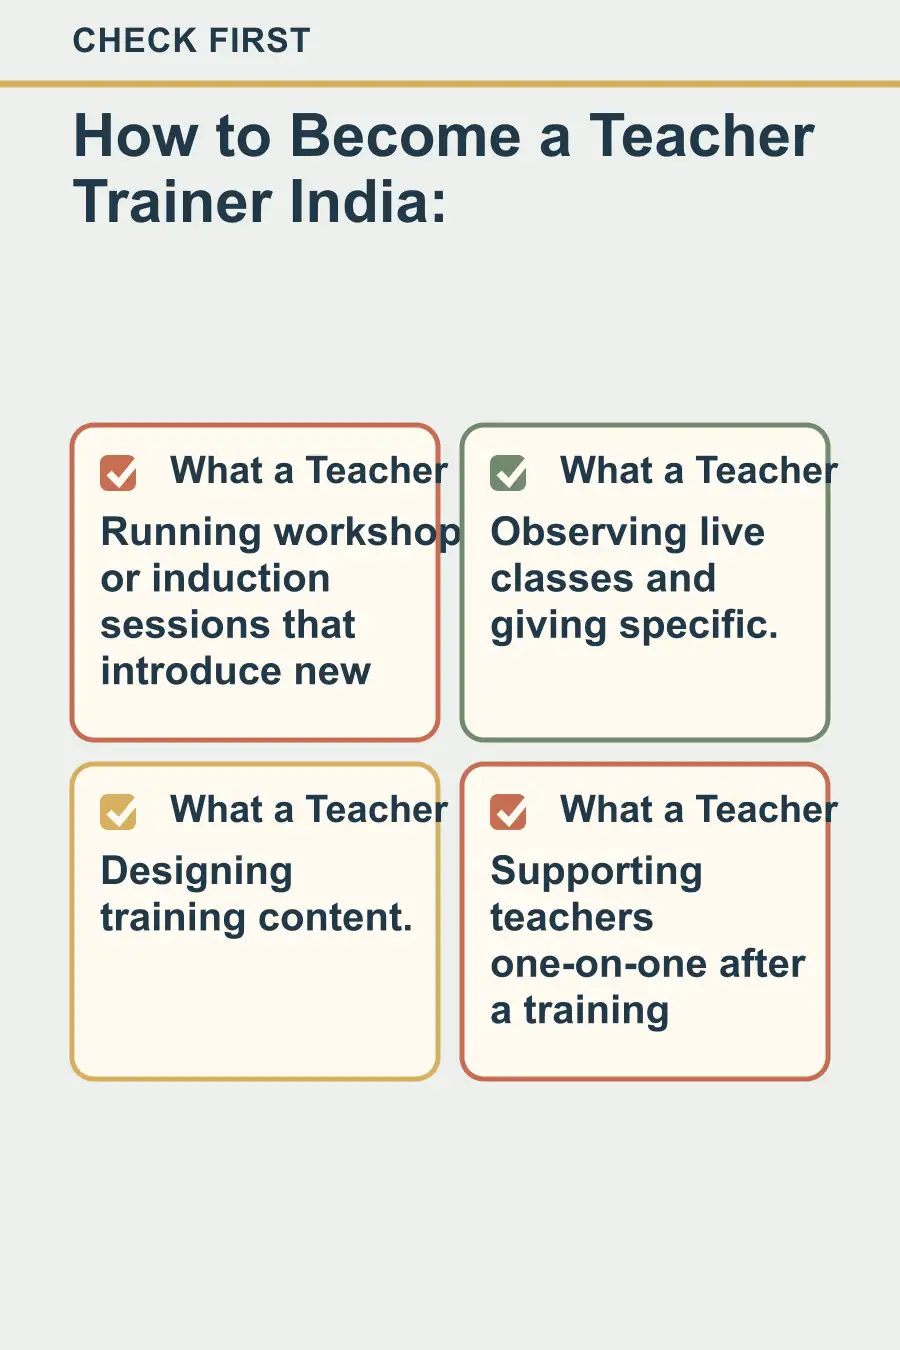 CHECK FIRST
How to Become a Teacher
Trainer India:
What a Teacher
Running workshop
or induction
sessions that
introduce new
What a Teacher
Observing live
classes and
giving specific.
What a Teacher
Designing
training content.
What a Teacher
Supporting
teachers
one-on-one after
a training